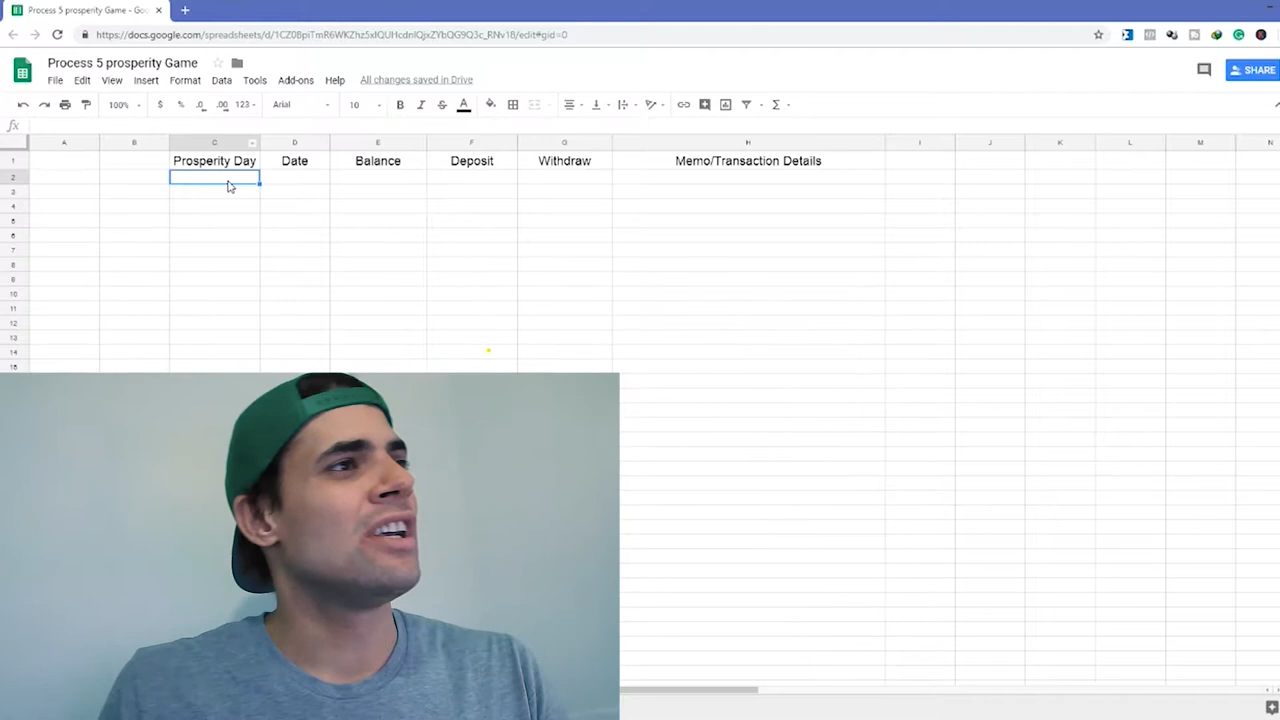 Process 5 prosperity Game - Goo
https://docs.google.com/spreadsheets/d/1CZ0BpiTmR6WKZhz5xIQUHcdnIQjxZYbQG9Q3c_RNv18/edit#gid=0
Process 5 prosperity Game
File Edit View Insert Format Data Tools Add-ons Help All changes saved in Drive
SHARE
100% $ % .0 .00 123 Arial 10 B I S A
fx
A B C D E F G H I J K L M N
1 Prosperity Day Date Balance Deposit Withdraw Memo/Transaction Details
2
3
4
5
6
7
8
9
10
11
12
13
14
15